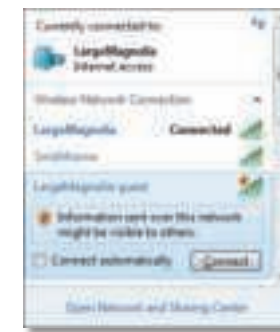 Currently connected to:
LargeMagnolia
Internet access
Wireless Network Connection
LargeMagnolia Connected
LargeMagnolia guest
Information sent over this network
might be visible to others.
Connect automatically Connect
Open Network and Sharing Center